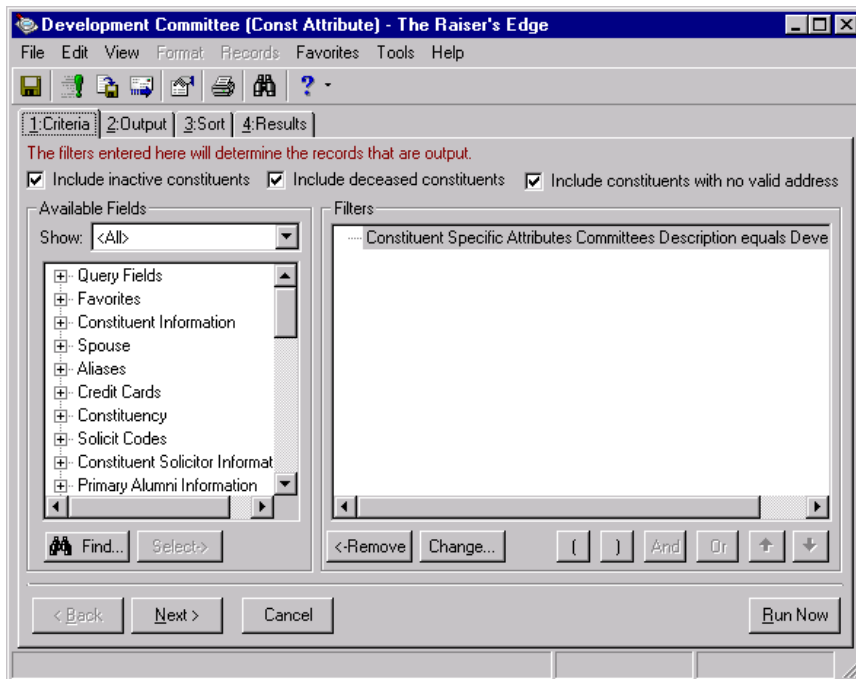 Development Committee (Const Attribute) - The Raiser's Edge
File Edit View Format Records Favorites Tools Help
?
1:Criteria 2:Output 3:Sort 4:Results
The filters entered here will determine the records that are output.
Include inactive constituents Include deceased constituents Include constituents with no valid address
Available Fields
Show: <All>
Query Fields
Favorites
Constituent Information
Spouse
Aliases
Credit Cards
Constituency
Solicit Codes
Constituent Solicitor Informat
Primary Alumni Information
Find... Select->
Filters
Constituent Specific Attributes Committees Description equals Deve
<-Remove Change... ( ) And Or
< Back Next > Cancel Run Now